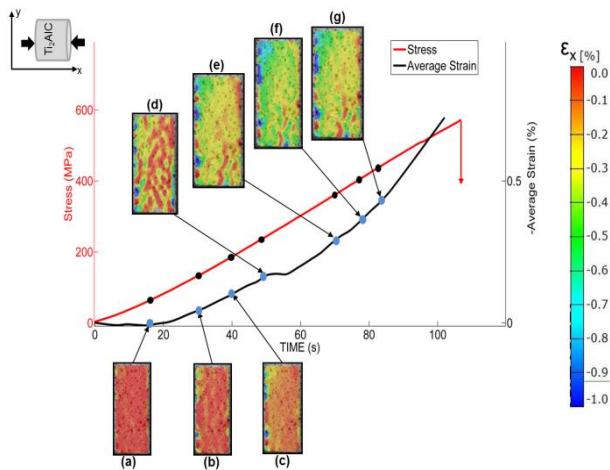 y
Ti₂AlC
x
(d)
(e)
(f)
(g)
Stress
Average Strain
600
400
200
0
Stress (MPa)
0.5
0
-Average Strain (%)
0
20
40
60
80
100
TIME (s)
(a)
(b)
(c)
Ɛx [%]
0.0
-0.1
-0.2
-0.3
-0.4
-0.5
-0.6
-0.7
-0.8
-0.9
-1.0